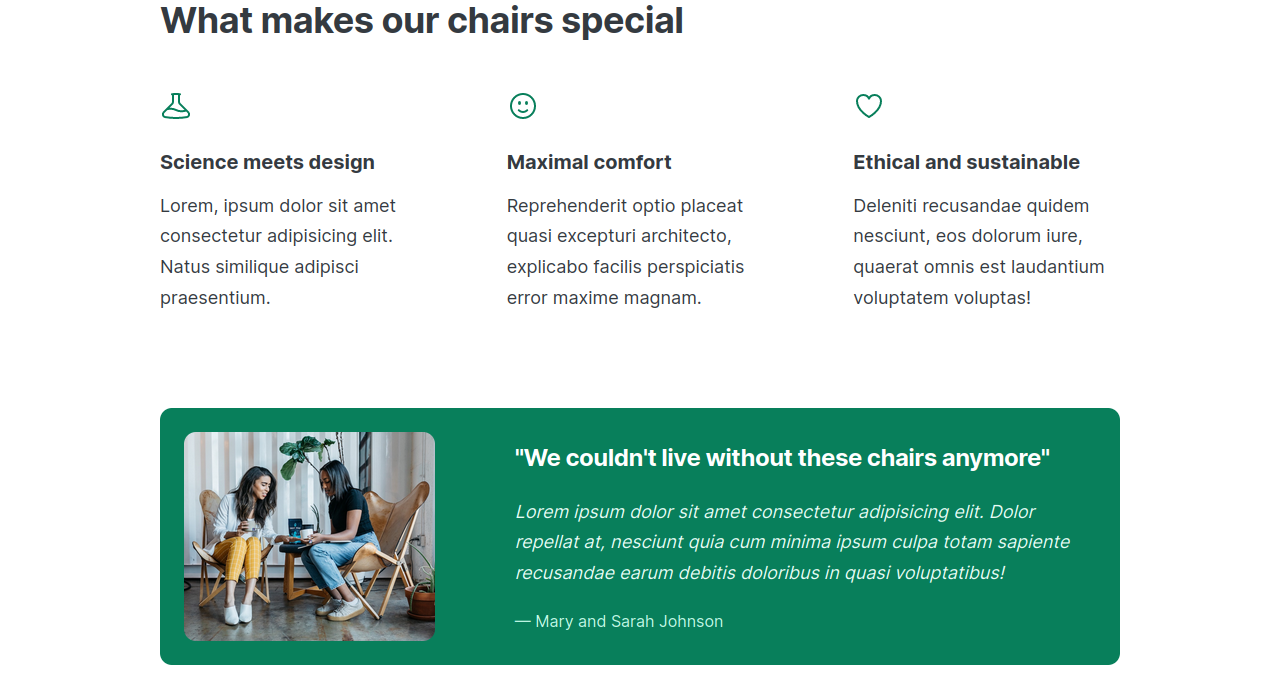 What makes our chairs special
Science meets design
Lorem, ipsum dolor sit amet
consectetur adipisicing elit.
Natus similique adipisci
praesentium.
Maximal comfort
Reprehenderit optio placeat
quasi excepturi architecto,
explicabo facilis perspiciatis
error maxime magnam.
Ethical and sustainable
Deleniti recusandae quidem
nesciunt, eos dolorum iure,
quaerat omnis est laudantium
voluptatem voluptas!
"We couldn't live without these chairs anymore"
Lorem ipsum dolor sit amet consectetur adipisicing elit. Dolor
repellat at, nesciunt quia cum minima ipsum culpa totam sapiente
recusandae earum debitis doloribus in quasi voluptatibus!
— Mary and Sarah Johnson